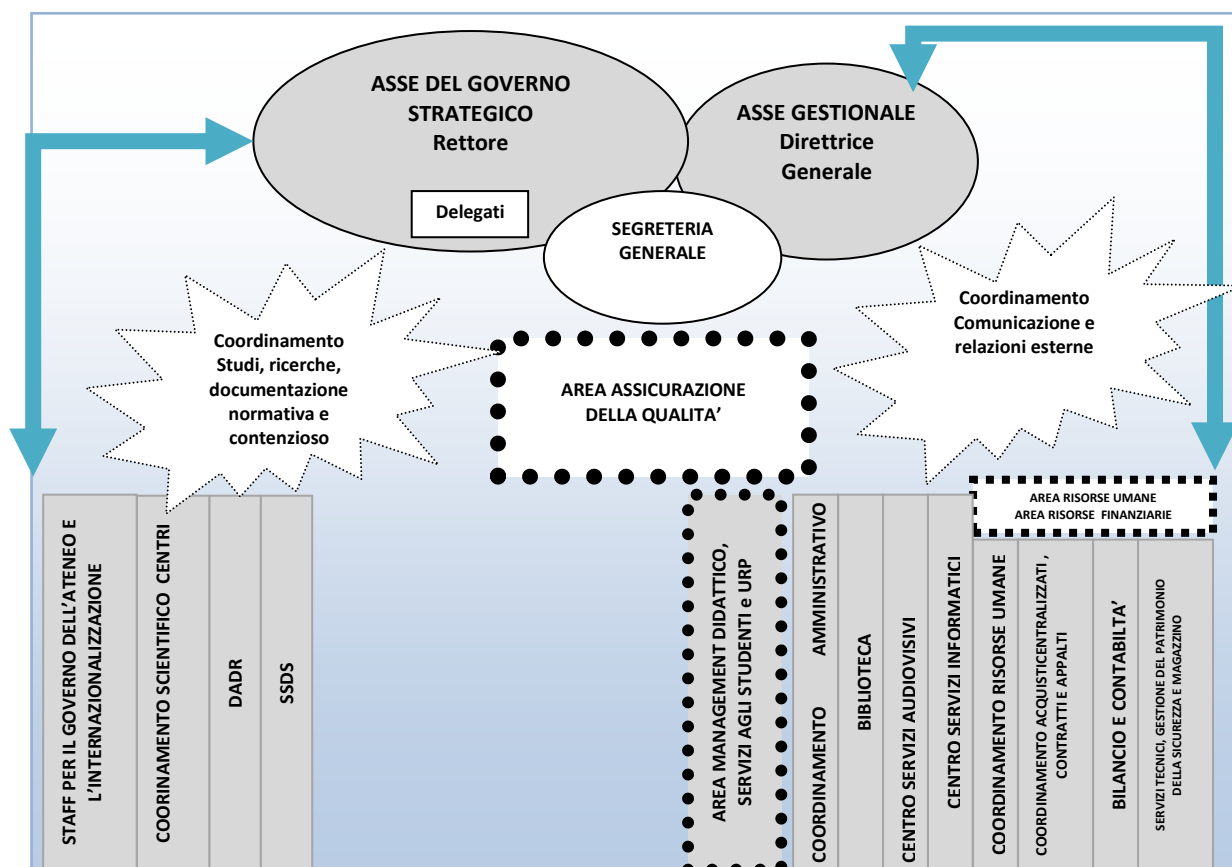 ASSE DEL GOVERNO
STRATEGICO
Rettore
Delegati
ASSE GESTIONALE
Direttrice
Generale
SEGRETERIA
GENERALE
Coordinamento
Studi, ricerche,
documentazione
normativa e
contenzioso
Coordinamento
Comunicazione e
relazioni esterne
AREA ASSICURAZIONE
DELLA QUALITA’
AREA RISORSE UMANE
AREA RISORSE FINANZIARIE
STAFF PER IL GOVERNO DELL’ATENEO E
L’INTERNAZIONALIZZAZIONE
COORINAMENTO SCIENTIFICO CENTRI
DADR
SSDS
AREA MANAGEMENT DIDATTICO,
SERVIZI AGLI STUDENTI e URP
COORDINAMENTO AMMINISTRATIVO
BIBLIOTECA
CENTRO SERVIZI AUDIOVISIVI
CENTRO SERVIZI INFORMATICI
COORDINAMENTO RISORSE UMANE
COORDINAMENTO ACQUISTICENTRALIZZATI ,
CONTRATTI E APPALTI
BILANCIO E CONTABILTA’
SERVIZI TECNICI, GESTIONE DEL PATRIMONIO
DELLA SICUREZZA E MAGAZZINO